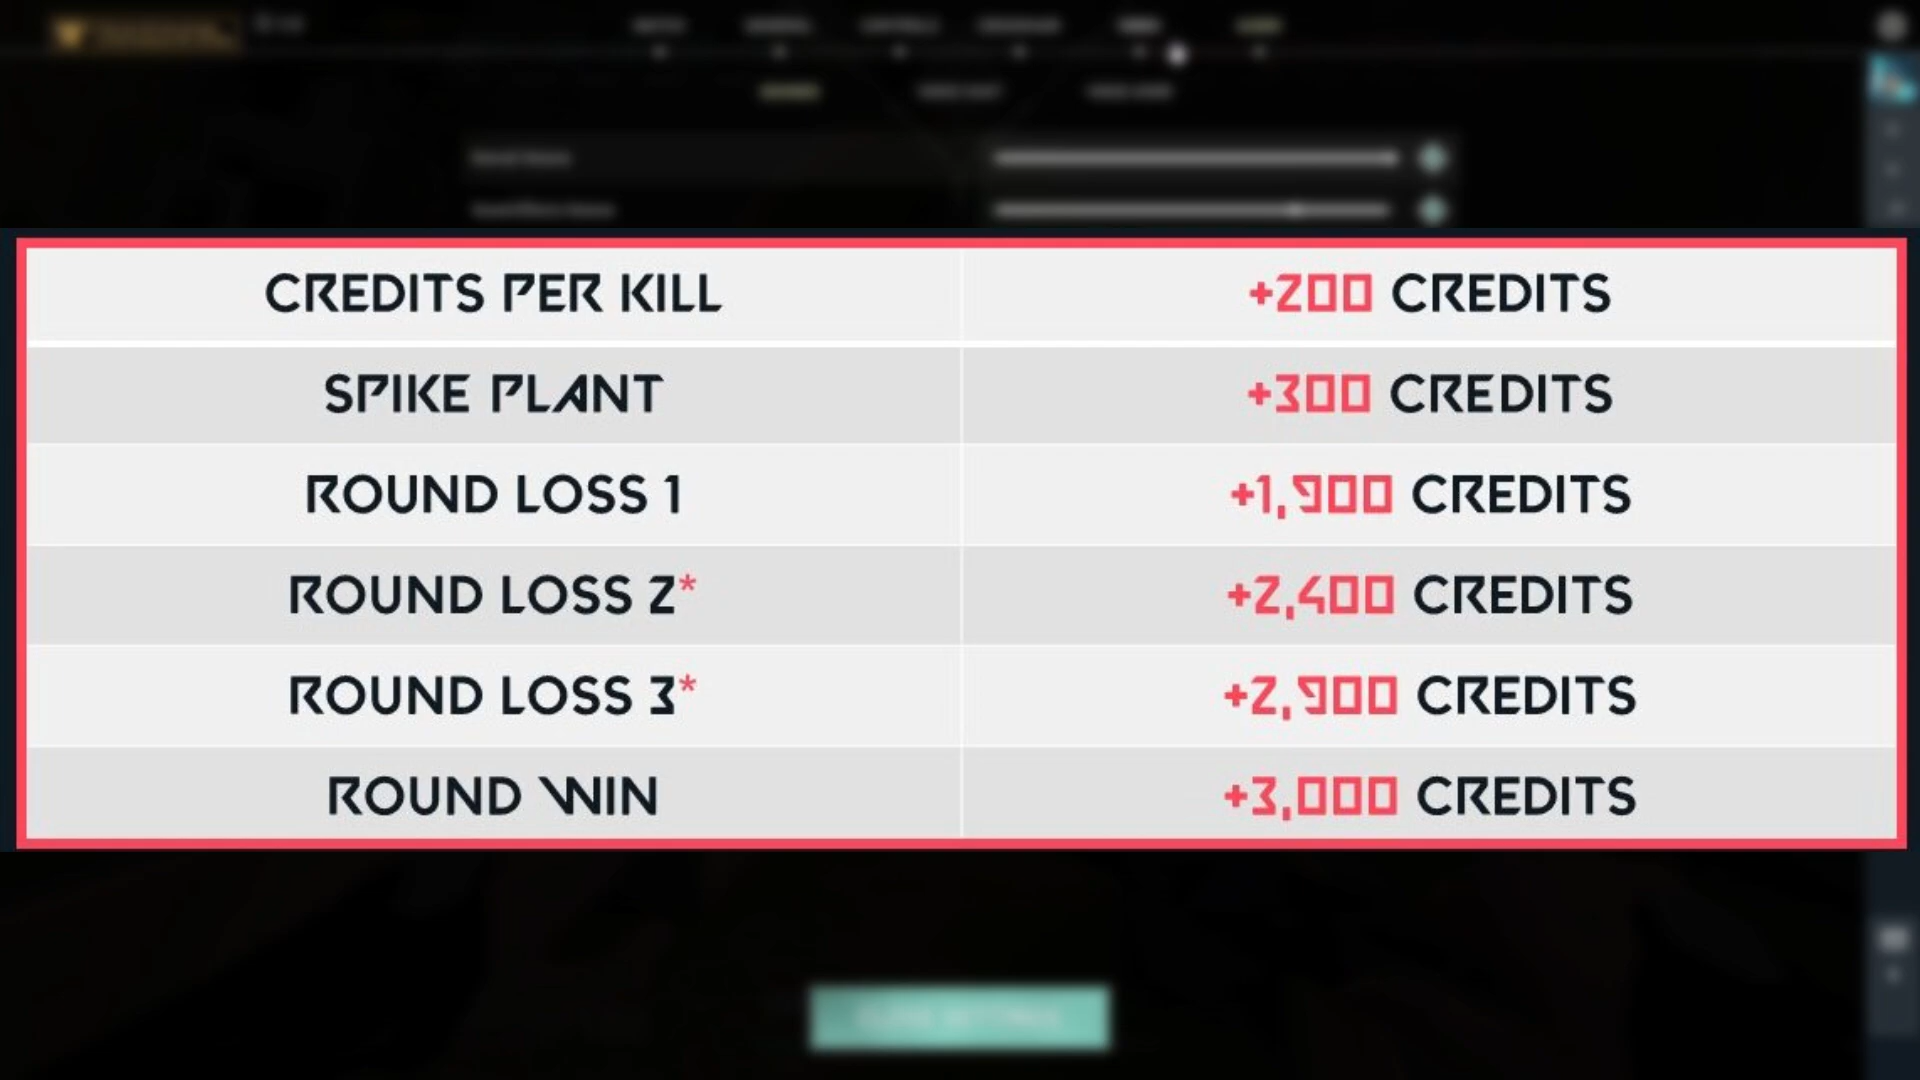 CREDITS PER KILL +200 CREDITS
SPIKE PLANT +300 CREDITS
ROUND LOSS 1 +1,900 CREDITS
ROUND LOSS 2* +2,400 CREDITS
ROUND LOSS 3* +2,900 CREDITS
ROUND WIN +3,000 CREDITS